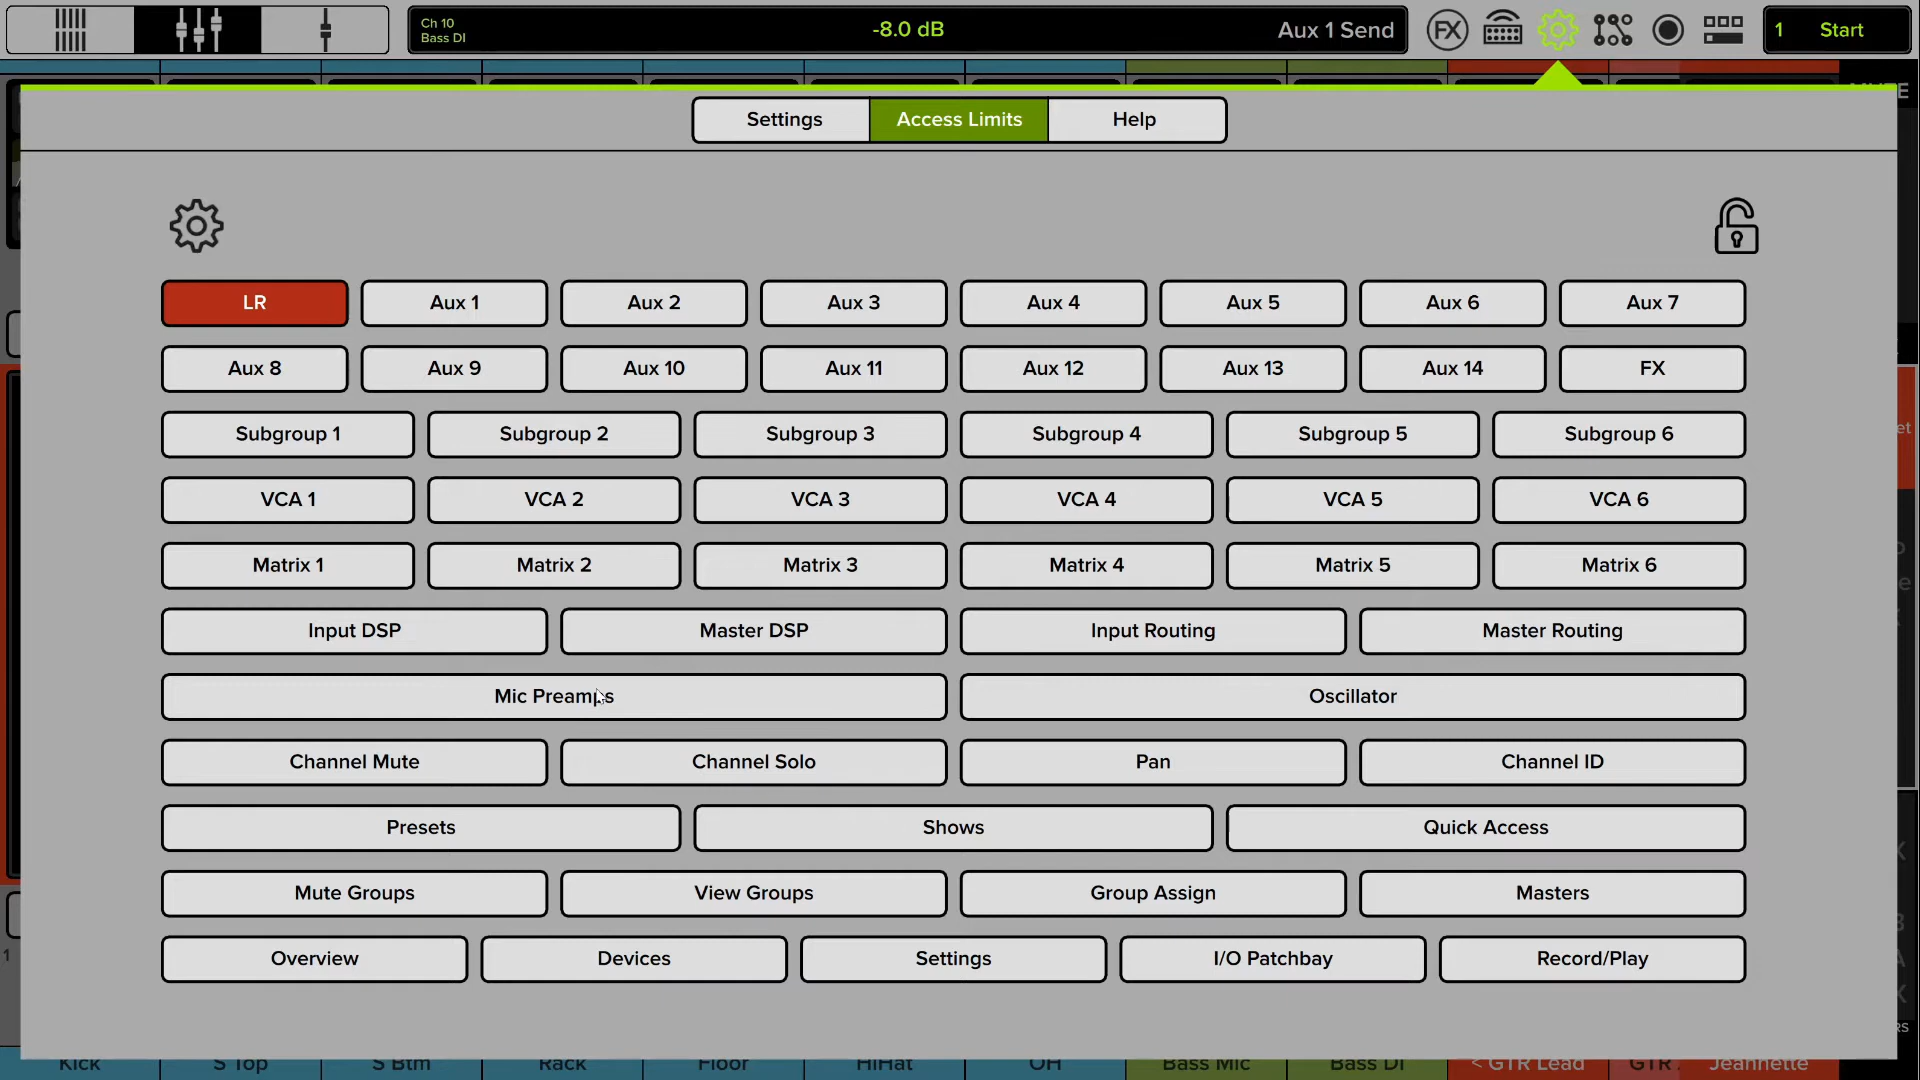 Ch 10
Bass DI
-8.0 dB
Aux 1 Send
FX
1 Start
Settings
Access Limits
Help
LR
Aux 1
Aux 2
Aux 3
Aux 4
Aux 5
Aux 6
Aux 7
Aux 8
Aux 9
Aux 10
Aux 11
Aux 12
Aux 13
Aux 14
FX
Subgroup 1
Subgroup 2
Subgroup 3
Subgroup 4
Subgroup 5
Subgroup 6
VCA 1
VCA 2
VCA 3
VCA 4
VCA 5
VCA 6
Matrix 1
Matrix 2
Matrix 3
Matrix 4
Matrix 5
Matrix 6
Input DSP
Master DSP
Input Routing
Master Routing
Mic Preamps
Oscillator
Channel Mute
Channel Solo
Pan
Channel ID
Presets
Shows
Quick Access
Mute Groups
View Groups
Group Assign
Masters
Overview
Devices
Settings
I/O Patchbay
Record/Play
1
Kick
S Top
S Btm
Rack
Floor
HiHat
OH
Bass Mic
Bass DI
< GTR Lead
GTR
Jeannette